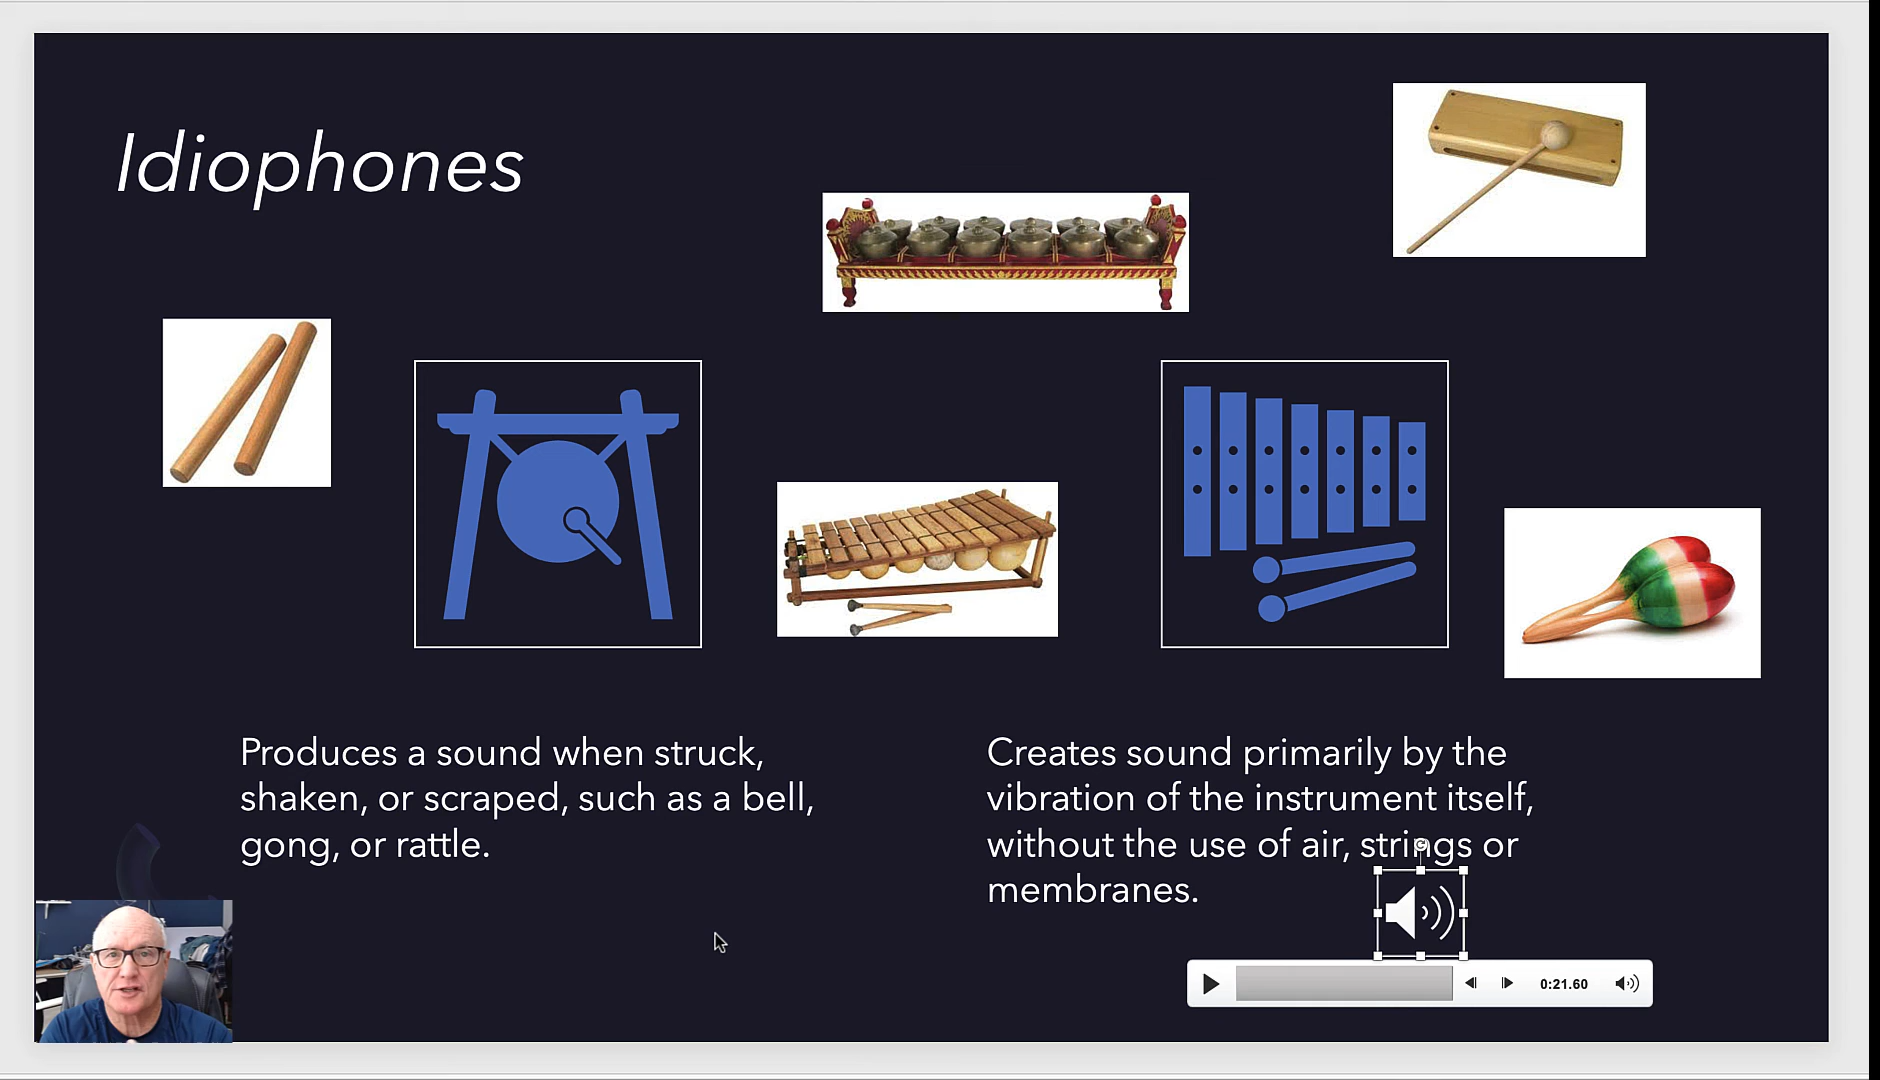 Idiophones
Produces a sound when struck,
shaken, or scraped, such as a bell,
gong, or rattle.
Creates sound primarily by the
vibration of the instrument itself,
without the use of air, strings or
membranes.
0:21.60